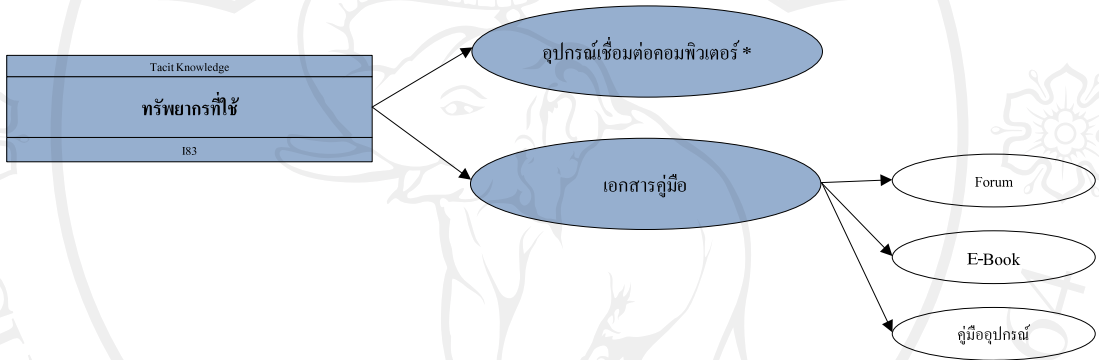 Tacit Knowledge
ทรัพยากรที่ใช้
I83
อุปกรณ์เชื่อมต่อคอมพิวเตอร์ *
เอกสารคู่มือ
Forum
E-Book
คู่มืออุปกรณ์